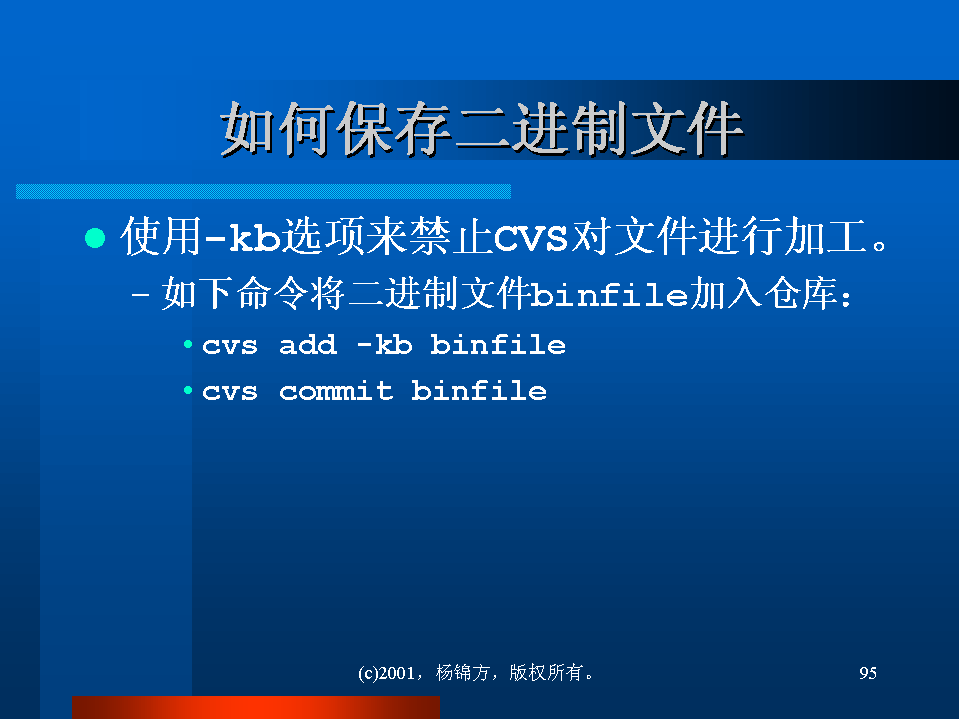 如何保存二进制文件
使用-kb选项来禁止CVS对文件进行加工。
– 如下命令将二进制文件binfile加入仓库：
• cvs add -kb binfile
• cvs commit binfile
(c)2001，杨锦方，版权所有。
95